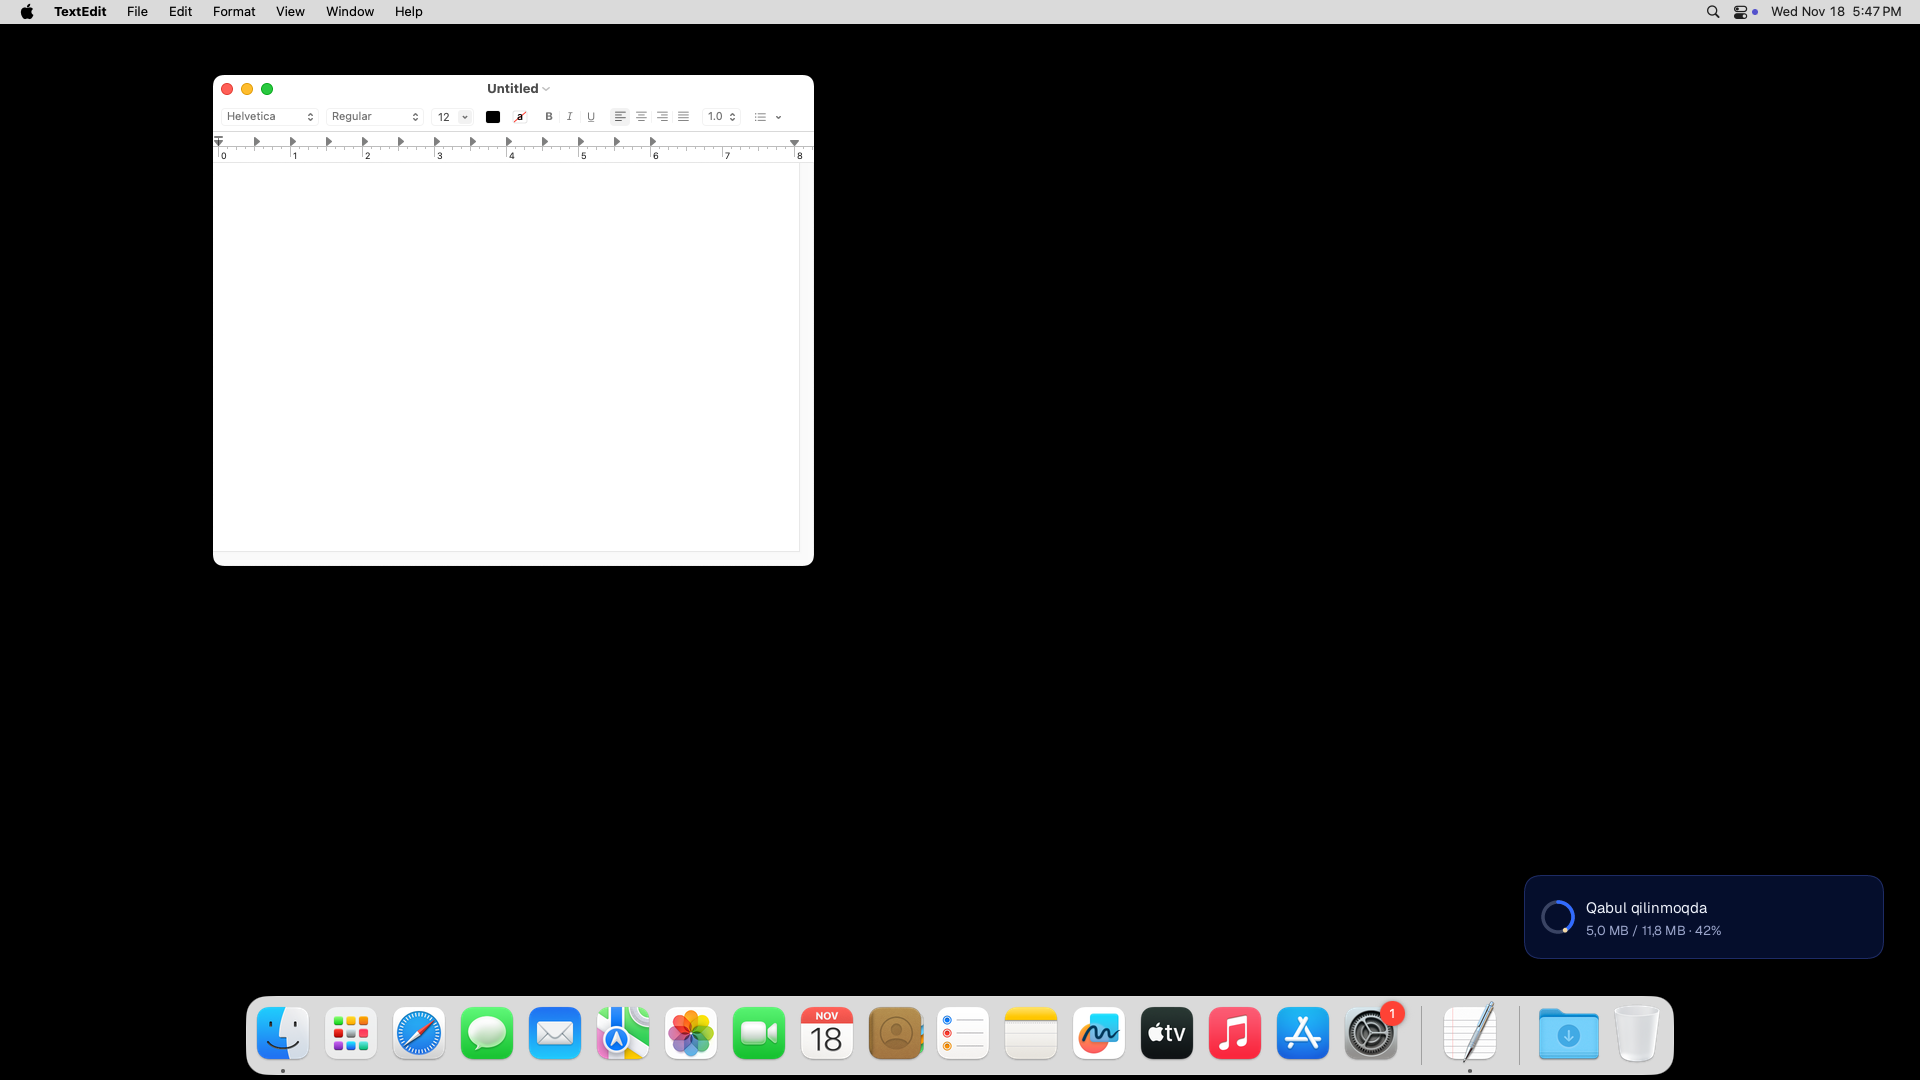 TextEdit File Edit Format View Window Help Wed Nov 18 5:47 PM
Untitled
Helvetica Regular 12 a B I U 1.0
0 1 2 3 4 5 6 7 8
Qabul qilinmoqda
5,0 MB / 11,8 MB · 42%
NOV
18
tv
1